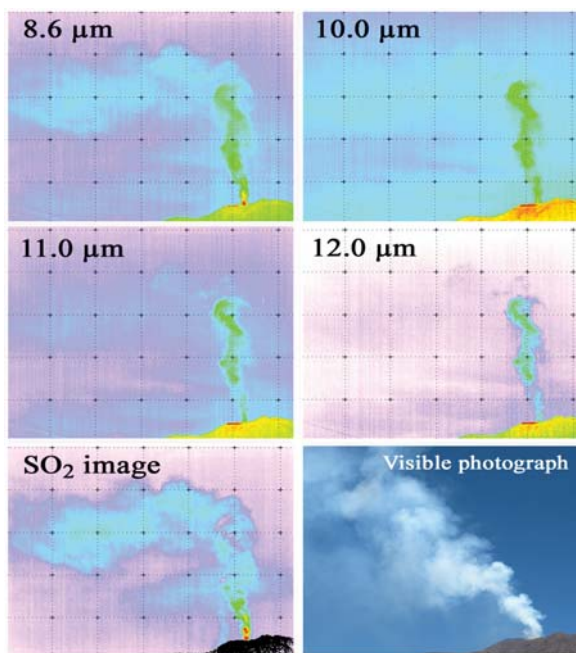 8.6 µm
10.0 µm
11.0 µm
12.0 µm
SO₂ image
Visible photograph